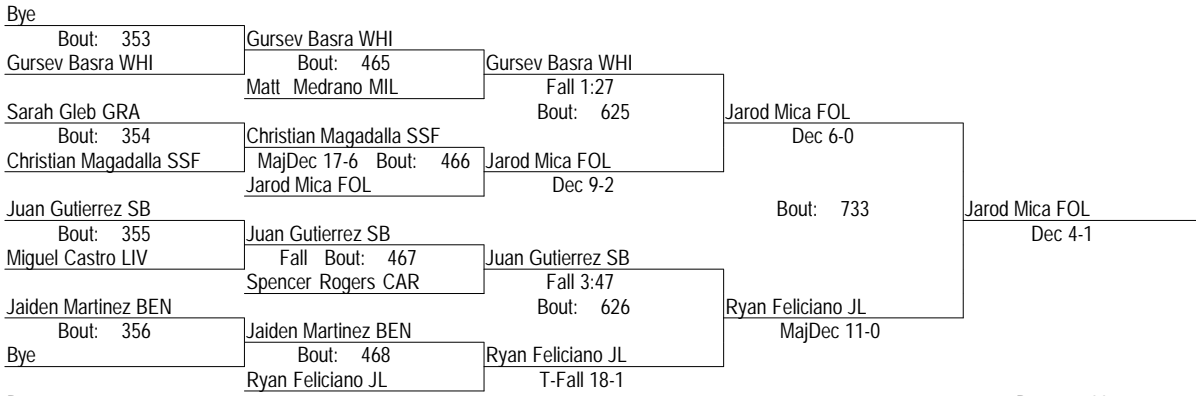 Bye
Bout: 353
Gursev Basra WHI
Gursev Basra WHI
Bout: 465
Matt Medrano MIL
Gursev Basra WHI
Fall 1:27
Bout: 625
Sarah Gleb GRA
Bout: 354
Christian Magadalla SSF
Christian Magadalla SSF
MajDec 17-6 Bout: 466
Jarod Mica FOL
Jarod Mica FOL
Dec 9-2
Jarod Mica FOL
Dec 6-0
Bout: 733
Jarod Mica FOL
Dec 4-1
Juan Gutierrez SB
Bout: 355
Miguel Castro LIV
Juan Gutierrez SB
Fall Bout: 467
Spencer Rogers CAR
Juan Gutierrez SB
Fall 3:47
Bout: 626
Jaiden Martinez BEN
Bout: 356
Bye
Jaiden Martinez BEN
Bout: 468
Ryan Feliciano JL
Ryan Feliciano JL
T-Fall 18-1
Ryan Feliciano JL
MajDec 11-0